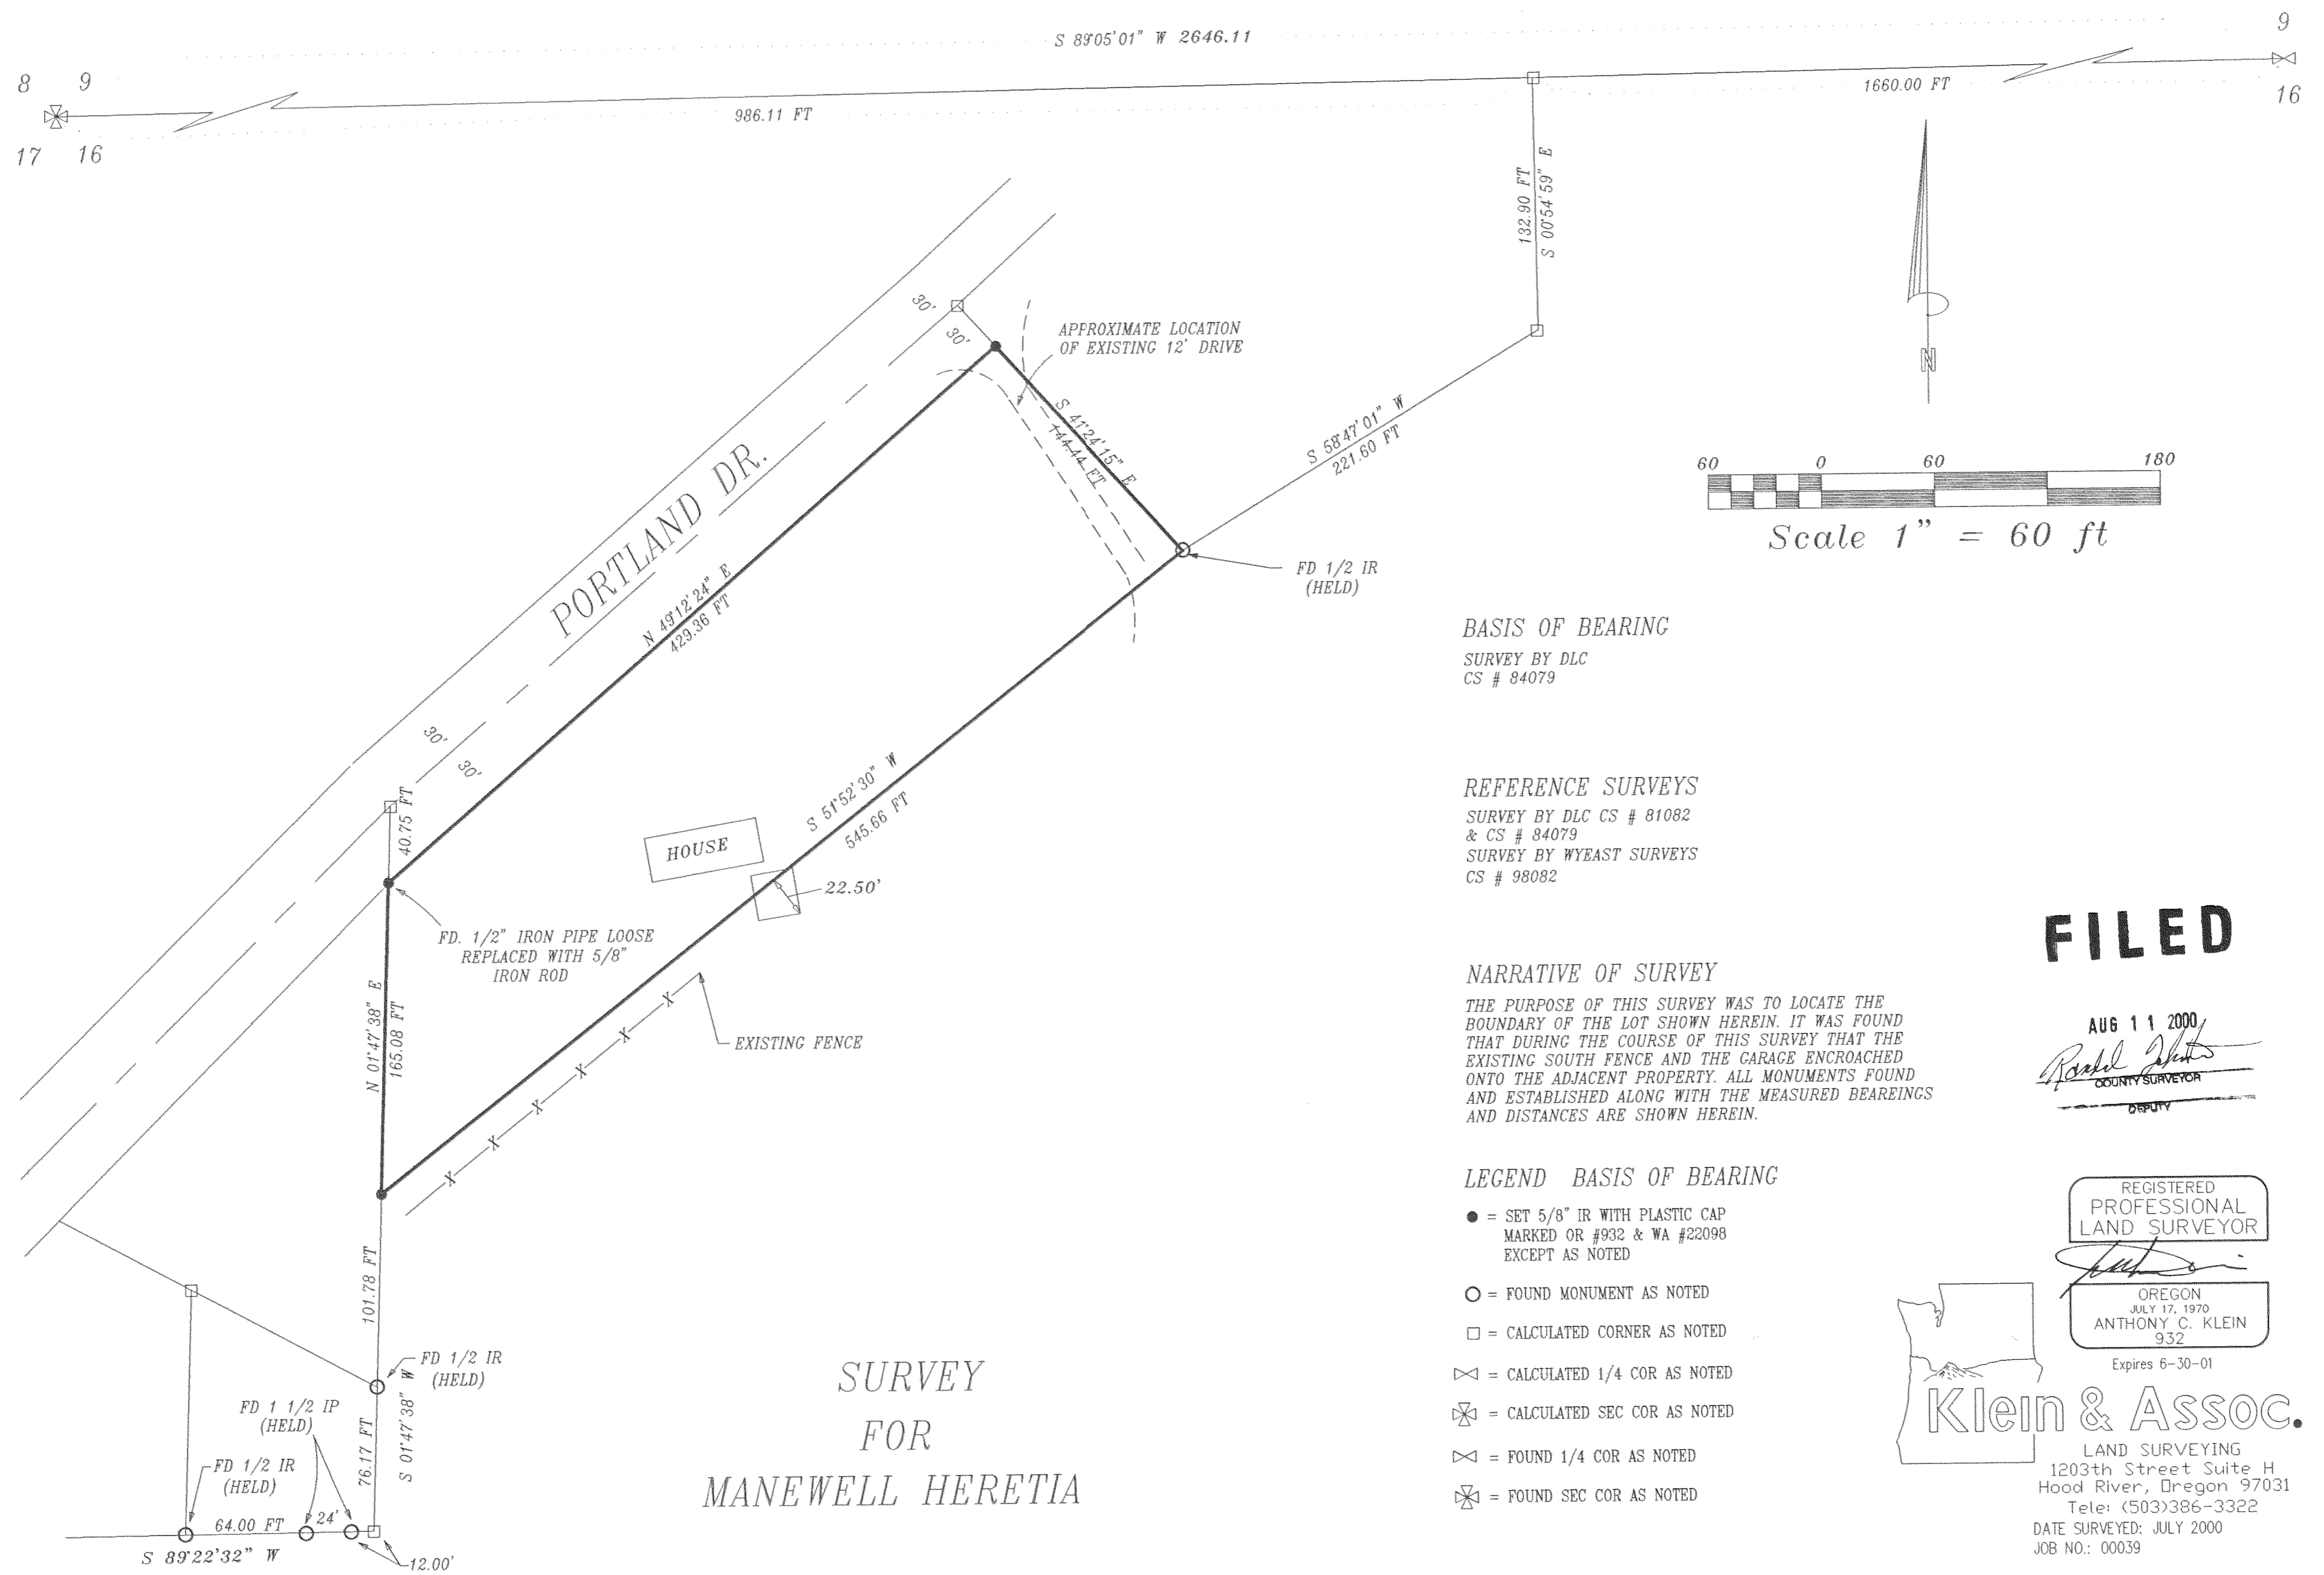 S 89°05'01" W 2646.11
8 9
17 16
9
16
986.11 FT
1660.00 FT
132.90 FT
S 00°54'59" E
30'
30'
APPROXIMATE LOCATION
OF EXISTING 12' DRIVE
S 41°24'15" E
144.44 FT
S 58°47'01" W
221.60 FT
FD 1/2 IR
(HELD)
PORTLAND DR.
N 49°12'24" E
429.36 FT
30'
30'
40.75 FT
S 51°52'30" W
545.66 FT
HOUSE
22.50'
FD. 1/2" IRON PIPE LOOSE
REPLACED WITH 5/8"
IRON ROD
N 01°47'38" E
165.08 FT
X X X X X X
EXISTING FENCE
101.78 FT
FD 1/2 IR
(HELD)
FD 1 1/2 IP
(HELD)
76.17 FT
S 01°47'38" W
FD 1/2 IR
(HELD)
64.00 FT
24'
12.00'
S 89°22'32" W
SURVEY
FOR
MANEWELL HERETIA
N
60 0 60 180
Scale 1" = 60 ft
BASIS OF BEARING
SURVEY BY DLC
CS # 84079
REFERENCE SURVEYS
SURVEY BY DLC CS # 81082
& CS # 84079
SURVEY BY WYEAST SURVEYS
CS # 98082
NARRATIVE OF SURVEY
THE PURPOSE OF THIS SURVEY WAS TO LOCATE THE
BOUNDARY OF THE LOT SHOWN HEREIN. IT WAS FOUND
THAT DURING THE COURSE OF THIS SURVEY THAT THE
EXISTING SOUTH FENCE AND THE GARAGE ENCROACHED
ONTO THE ADJACENT PROPERTY. ALL MONUMENTS FOUND
AND ESTABLISHED ALONG WITH THE MEASURED BEAREINGS
AND DISTANCES ARE SHOWN HEREIN.
LEGEND BASIS OF BEARING
= SET 5/8" IR WITH PLASTIC CAP
MARKED OR #932 & WA #22098
EXCEPT AS NOTED
= FOUND MONUMENT AS NOTED
= CALCULATED CORNER AS NOTED
= CALCULATED 1/4 COR AS NOTED
= CALCULATED SEC COR AS NOTED
= FOUND 1/4 COR AS NOTED
= FOUND SEC COR AS NOTED
FILED
AUG 11 2000
COUNTY SURVEYOR
DEPUTY
REGISTERED
PROFESSIONAL
LAND SURVEYOR
OREGON
JULY 17, 1970
ANTHONY C. KLEIN
932
Expires 6-30-01
Klein & Assoc.
LAND SURVEYING
1203th Street Suite H
Hood River, Oregon 97031
Tele: (503)386-3322
DATE SURVEYED: JULY 2000
JOB NO.: 00039